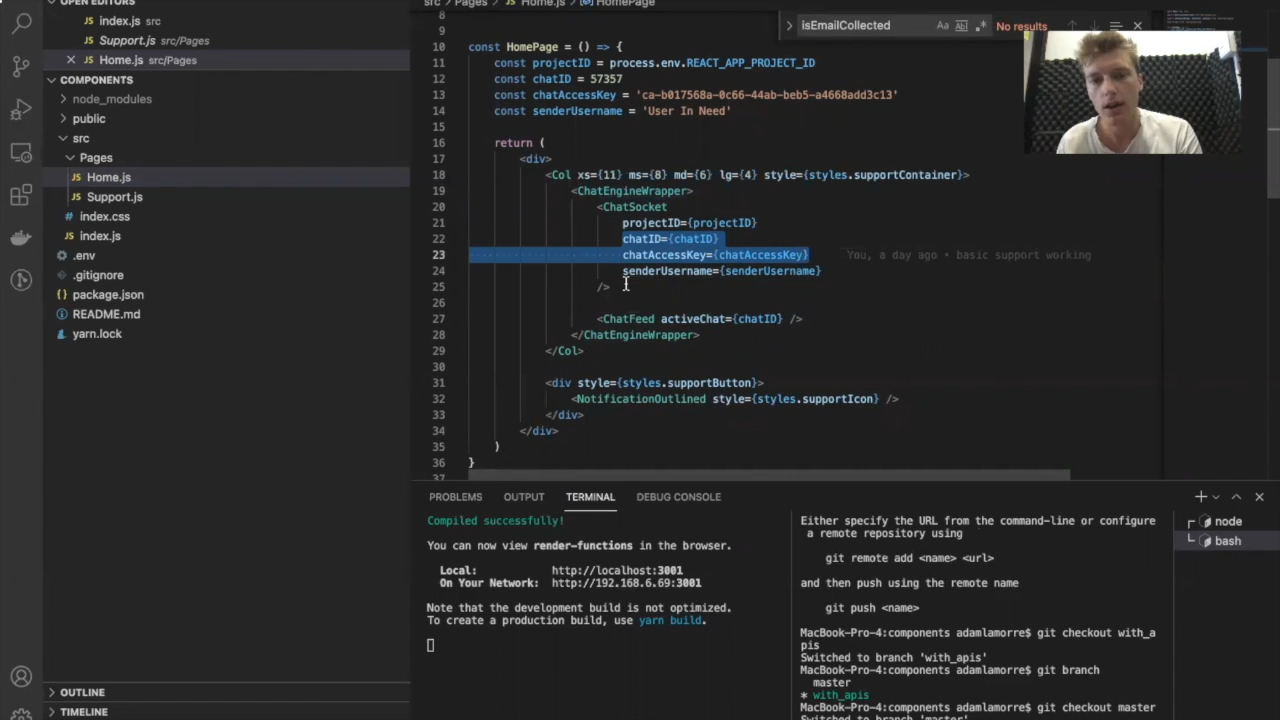 OPEN EDITORS
JS index.js src
JS Support.js src/Pages
JS Home.js src/Pages
COMPONENTS
node_modules
public
src
Pages
JS Home.js
JS Support.js
# index.css
JS index.js
.env
.gitignore
{} package.json
README.md
yarn.lock
OUTLINE
TIMELINE
src > Pages > JS Home.js > HomePage
isEmailCollected Aa Ab .* No results
8
9
10 const HomePage = () => {
11 const projectID = process.env.REACT_APP_PROJECT_ID
12 const chatID = 57357
13 const chatAccessKey = 'ca-b017568a-0c66-44ab-beb5-a4668add3c13'
14 const senderUsername = 'User In Need'
15
16 return (
17 <div>
18 <Col xs={11} ms={8} md={6} lg={4} style={styles.supportContainer}>
19 <ChatEngineWrapper>
20 <ChatSocket
21 projectID={projectID}
22 chatID={chatID}
23 chatAccessKey={chatAccessKey} You, a day ago • basic support working
24 senderUsername={senderUsername}
25 />
26
27 <ChatFeed activeChat={chatID} />
28 </ChatEngineWrapper>
29 </Col>
30
31 <div style={styles.supportButton}>
32 <NotificationOutlined style={styles.supportIcon} />
33 </div>
34 </div>
35 )
36 }
37
PROBLEMS OUTPUT TERMINAL DEBUG CONSOLE
Compiled successfully!
You can now view render-functions in the browser.
Local: http://localhost:3001
On Your Network: http://192.168.6.69:3001
Note that the development build is not optimized.
To create a production build, use yarn build.
Either specify the URL from the command-line or configure
a remote repository using
git remote add <name> <url>
and then push using the remote name
git push <name>
MacBook-Pro-4:components adamlamorre$ git checkout with_a
pis
Switched to branch 'with_apis'
MacBook-Pro-4:components adamlamorre$ git branch
master
* with_apis
MacBook-Pro-4:components adamlamorre$ git checkout master
Switched to branch 'master'
node
bash